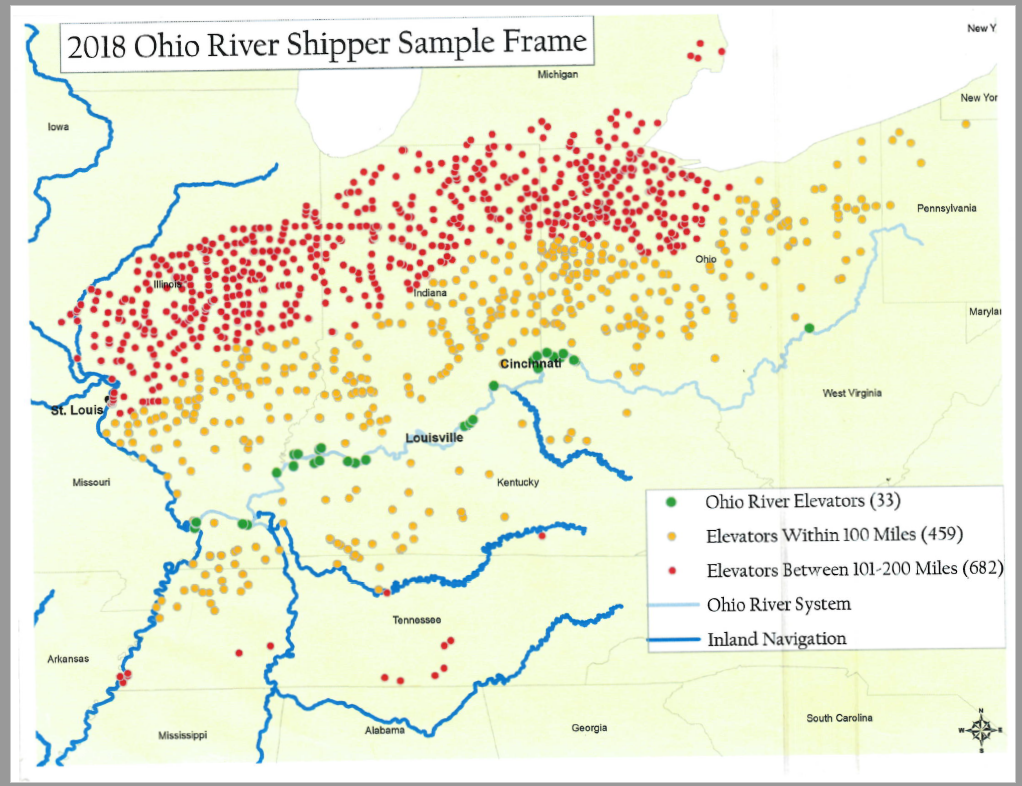 2018 Ohio River Shipper Sample Frame
New Y
Michigan
New Yor
Iowa
Pennsylvania
Ohio
Illinois
Indiana
Marylan
Cincinnati
West Virginia
St. Louis
Louisville
Missouri
Kentucky
Ohio River Elevators (33)
Elevators Within 100 Miles (459)
Elevators Between 101-200 Miles (682)
Ohio River System
Inland Navigation
Tennessee
Arkansas
South Carolina
Mississippi
Alabama
Georgia
N
W E
S